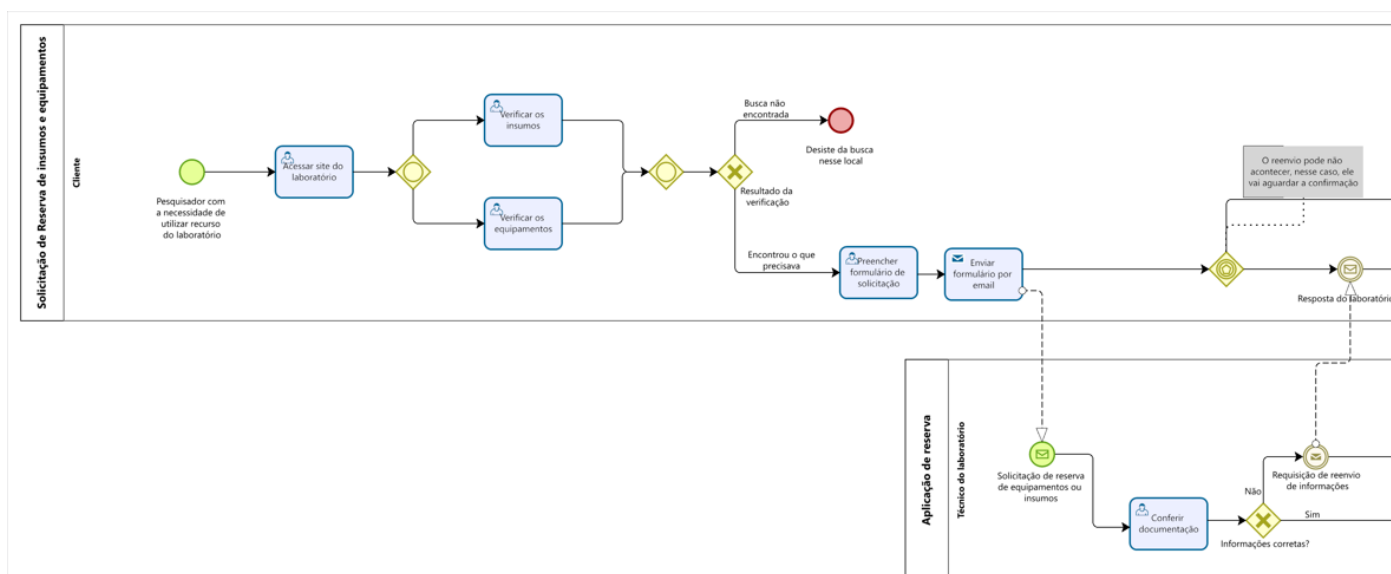 Solicitação de Reserva de insumos e equipamentos
Cliente
Pesquisador com
a necessidade de
utilizar recurso
do laboratório
Acessar site do
laboratório
Verificar os
insumos
Verificar os
equipamentos
Busca não
encontrada
Desiste da busca
nesse local
Resultado da
verificação
Encontrou o que
precisava
Preencher
formulário de
solicitação
Enviar
formulário por
email
O reenvio pode não
acontecer, nesse caso, ele
vai aguardar a confirmação
Resposta do laboratório
Aplicação de reserva
Técnico do laboratório
Solicitação de reserva
de equipamentos ou
insumos
Conferir
documentação
Não
Requisição de reenvio
de informações
Sim
Informações corretas?